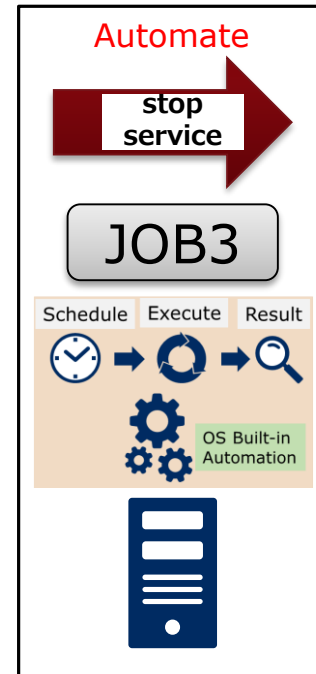 Automate
stop
service
JOB3
Schedule Execute Result
OS Built-in
Automation